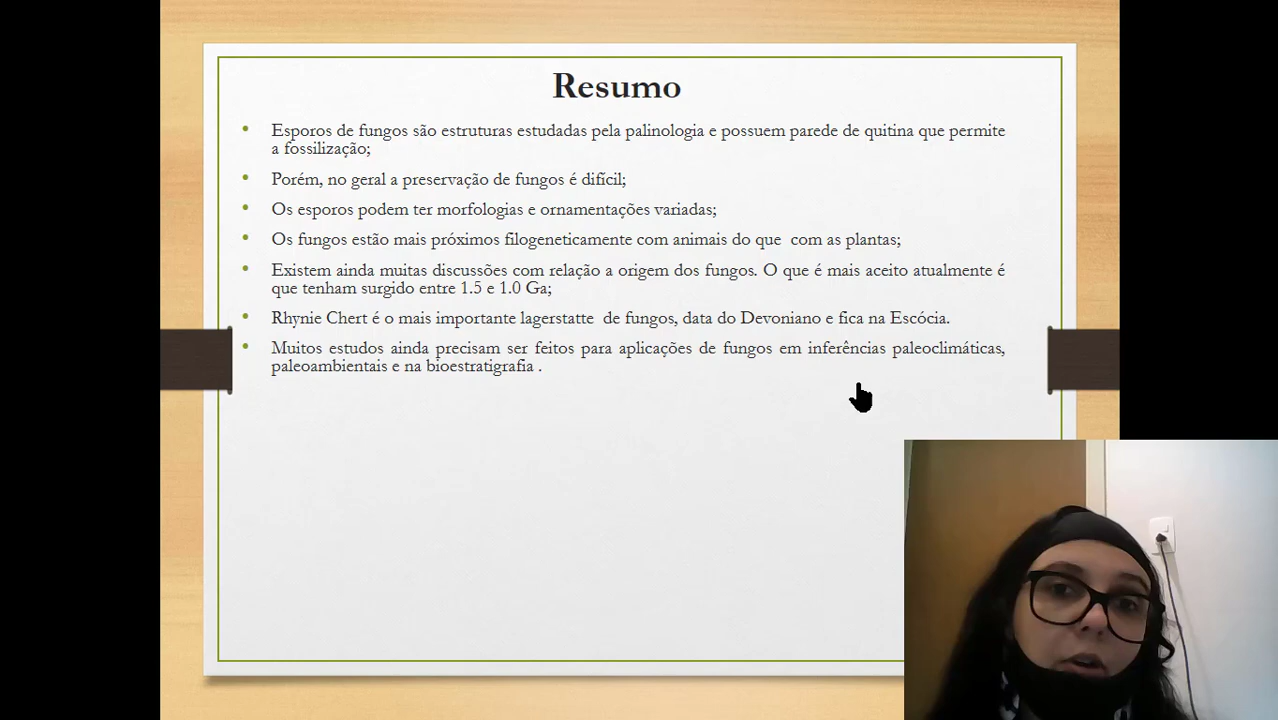 Resumo
• Esporos de fungos são estruturas estudadas pela palinologia e possuem parede de quitina que permite
a fossilização;
• Porém, no geral a preservação de fungos é difícil;
• Os esporos podem ter morfologias e ornamentações variadas;
• Os fungos estão mais próximos filogeneticamente com animais do que  com as plantas;
• Existem ainda muitas discussões com relação a origem dos fungos. O que é mais aceito atualmente é
que tenham surgido entre 1.5 e 1.0 Ga;
• Rhynie Chert é o mais importante lagerstatte  de fungos, data do Devoniano e fica na Escócia.
• Muitos estudos ainda precisam ser feitos para aplicações de fungos em inferências paleoclimáticas,
paleoambientais e na bioestratigrafia .